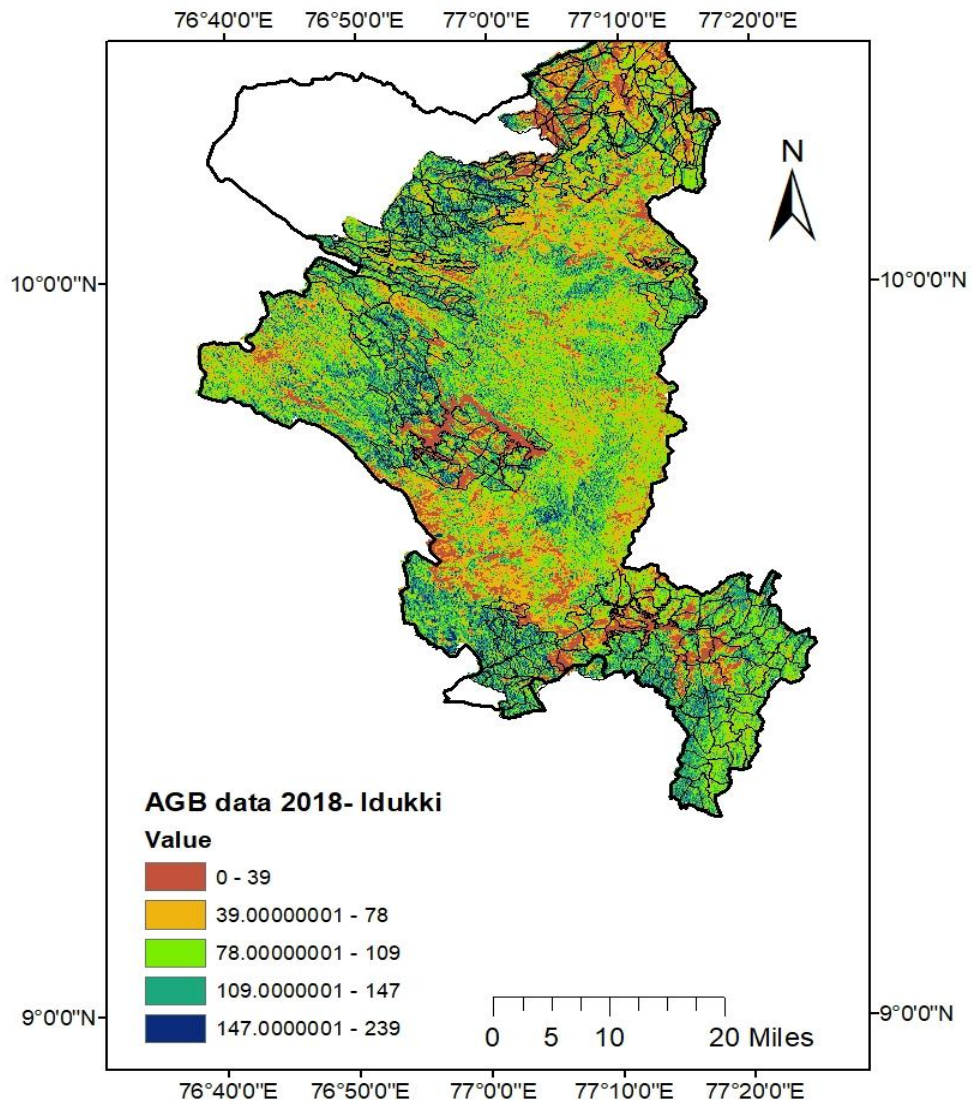 76°40'0"E 76°50'0"E 77°0'0"E 77°10'0"E 77°20'0"E
N
10°0'0"N 10°0'0"N
AGB data 2018- Idukki
Value
0 - 39
39.00000001 - 78
78.00000001 - 109
109.0000001 - 147
147.0000001 - 239
9°0'0"N 9°0'0"N
0 5 10 20 Miles
76°40'0"E 76°50'0"E 77°0'0"E 77°10'0"E 77°20'0"E